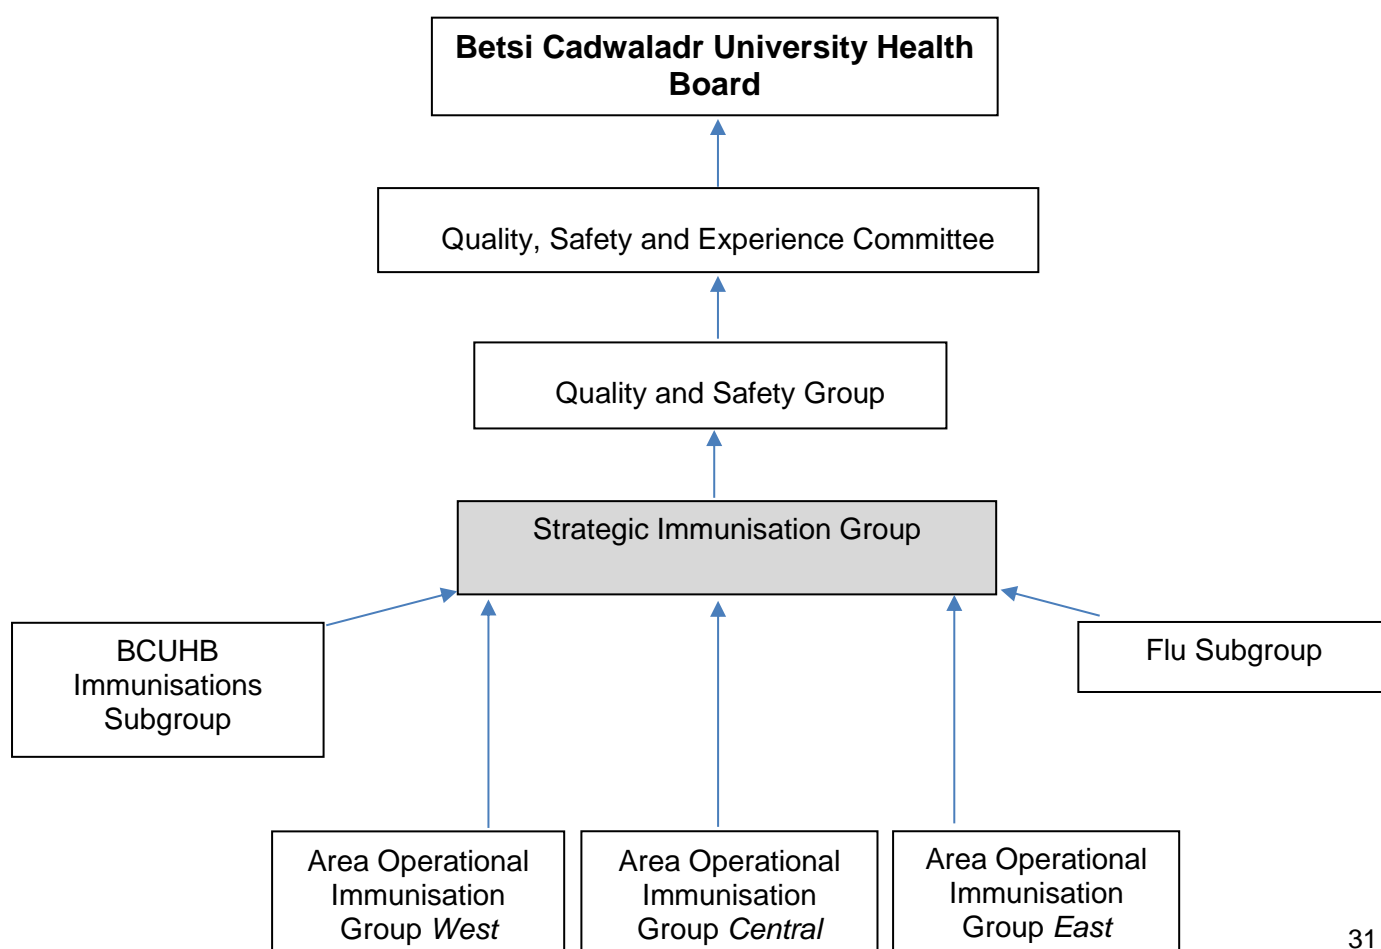 Betsi Cadwaladr University Health
Board
Quality, Safety and Experience Committee
Quality and Safety Group
Strategic Immunisation Group
BCUHB
Immunisations
Subgroup
Flu Subgroup
Area Operational
Immunisation
Group West
Area Operational
Immunisation
Group Central
Area Operational
Immunisation
Group East
31